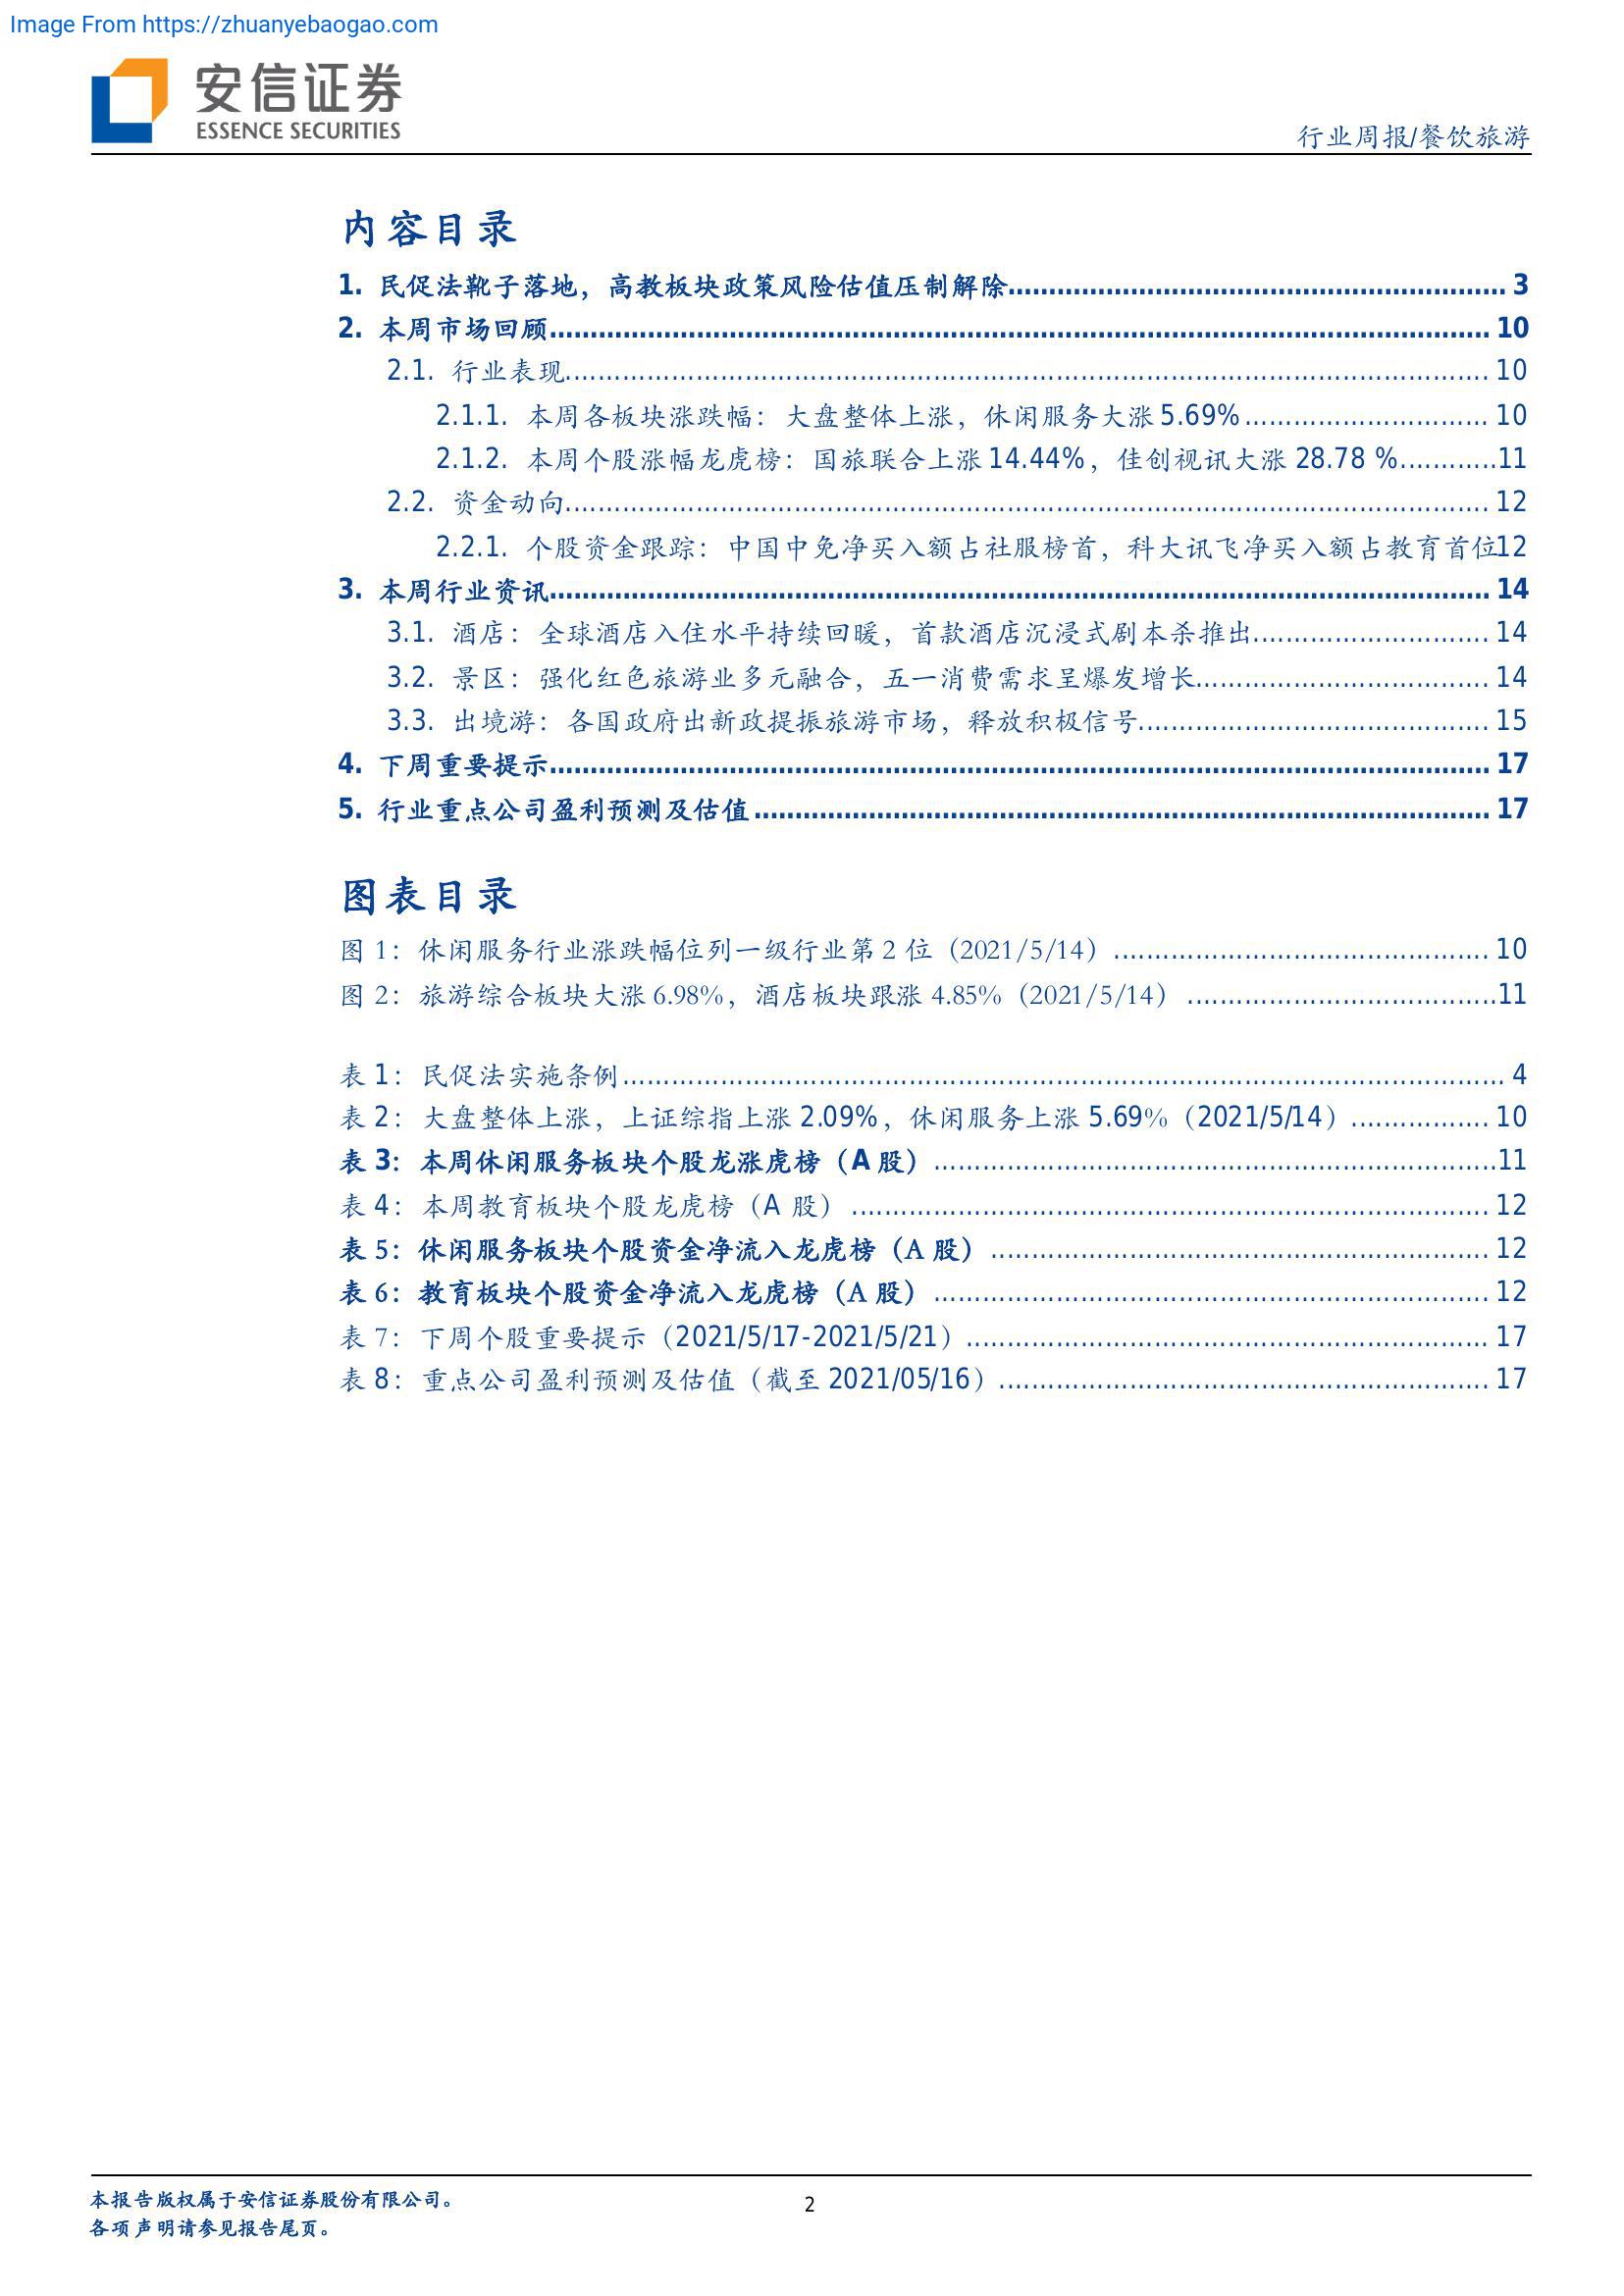 Image From https://zhuanyebaogao.com
安信证券
ESSENCE SECURITIES
行业周报/餐饮旅游
内容目录
1. 民促法靴子落地，高教板块政策风险估值压制解除 3
2. 本周市场回顾 10
2.1. 行业表现 10
2.1.1. 本周各板块涨跌幅：大盘整体上涨，休闲服务大涨 5.69% 10
2.1.2. 本周个股涨幅龙虎榜：国旅联合上涨 14.44%，佳创视讯大涨 28.78 % 11
2.2. 资金动向 12
2.2.1. 个股资金跟踪：中国中免净买入额占社服榜首，科大讯飞净买入额占教育首位12
3. 本周行业资讯 14
3.1. 酒店：全球酒店入住水平持续回暖，首款酒店沉浸式剧本杀推出 14
3.2. 景区：强化红色旅游业多元融合，五一消费需求呈爆发增长 14
3.3. 出境游：各国政府出新政提振旅游市场，释放积极信号 15
4. 下周重要提示 17
5. 行业重点公司盈利预测及估值 17
图表目录
图 1：休闲服务行业涨跌幅位列一级行业第 2 位（2021/5/14） 10
图 2：旅游综合板块大涨 6.98%，酒店板块跟涨 4.85%（2021/5/14） 11
表 1：民促法实施条例 4
表 2：大盘整体上涨，上证综指上涨 2.09%，休闲服务上涨 5.69%（2021/5/14） 10
表 3：本周休闲服务板块个股龙涨虎榜（A 股） 11
表 4：本周教育板块个股龙虎榜（A 股） 12
表 5：休闲服务板块个股资金净流入龙虎榜（A 股） 12
表 6：教育板块个股资金净流入龙虎榜（A 股） 12
表 7：下周个股重要提示（2021/5/17-2021/5/21） 17
表 8：重点公司盈利预测及估值（截至 2021/05/16） 17
本报告版权属于安信证券股份有限公司。
2
各项声明请参见报告尾页。